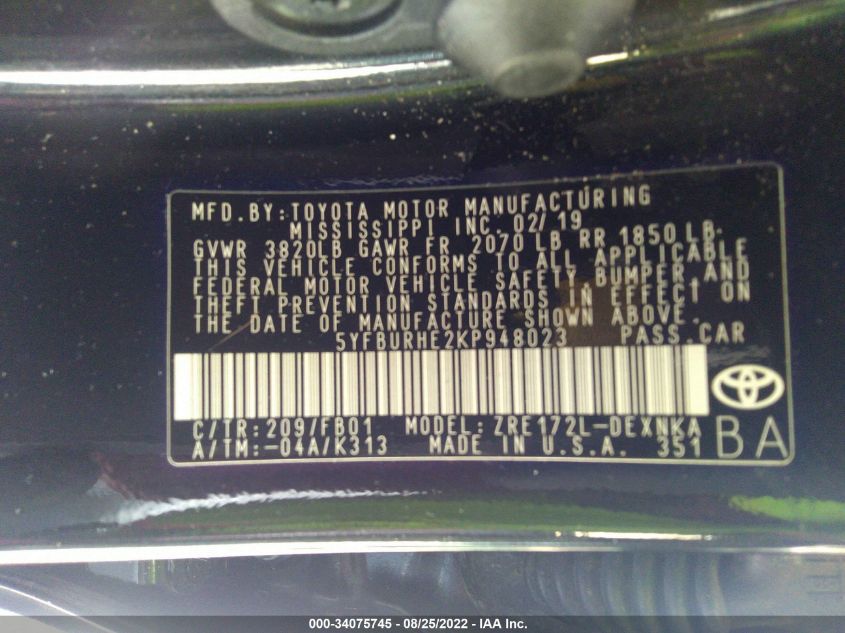 MFD.BY:TOYOTA MOTOR MANUFACTURING
MISSISSIPPI INC. 02/19
GVWR 3820LB GAWR FR. 2070 LB RR 1850 LB.
THIS VEHICLE CONFORMS TO ALL APPLICABLE
FEDERAL MOTOR VEHICLE SAFETY,BUMPER,AND
THEFT PREVENTION STANDARDS IN EFFECT ON
THE DATE OF MANUFACTURE SHOWN ABOVE.
5YFBURHE2KP948023 PASS.CAR
C/TR:209/FB01 MODEL:ZRE172L-DEXNKA
A/TM:-04A/K313 MADE IN U.S.A. 351
BA
000-34075745 - 08/25/2022 - IAA Inc.